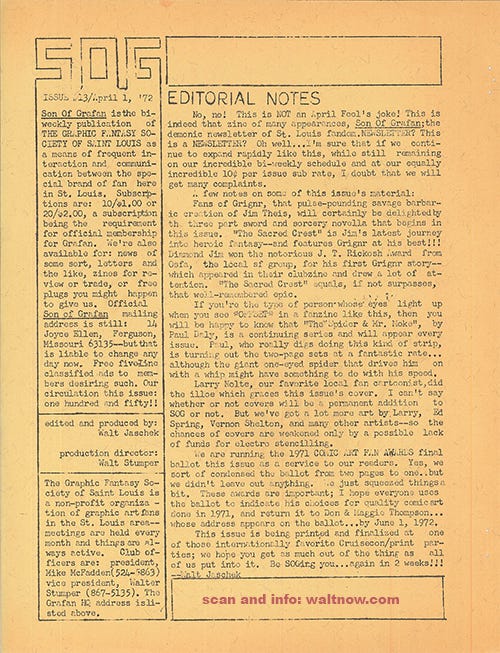 SOG
ISSUE #13/April 1, '72
Son Of Grafan is the bi-
weekly publication of
THE GRAPHIC FANTASY SO-
CIETY OF SAINT LOUIS as
a means of frequent in-
teraction and communi-
cation between the spe-
cial brand of fan here
in St. Louis. Subscrip-
tions are: 10/$1.00 or
20/$2.00, a subscription
being the requirement
for official membership
for Grafan. We're also
available for: news of
some sort, letters and
the like, zines for re-
view or trade, or free
plugs you might happen
to give us. Official
Son of Grafan mailing
address is still: 14
Joyce Ellen, Ferguson,
Missouri 63135--but that
is liable to change any
day now. Free fiveline
classified ads to mem-
bers desiring such. Our
circulation this issue:
one hundred and fifty!!
edited and produced by:
Walt Jaschek
production director:
Walt Stumper
The Graphic Fantasy So-
ciety of Saint Louis is
a non-profit organiza-
tion of graphic artfans
in the St. Louis area--
meetings are held every
month and things are al-
ways active. Club of-
ficers are: president,
Mike McFadden(524-5863)
vice president, Walter
Stumper (867-5135). The
Grafan HQ address isli-
sted above.
EDITORIAL NOTES
No, no! This is NOT an April Fool's joke! This is
indeed that zine of many appearances, Son Of Grafan;the
demonic newsletter of St. Louis fandom.NEWSLETTER? This
is a NEWSLETTER? Oh well...I'm sure that if we conti-
nue to expand rapidly like this, while still remaining
on our incredible bi-weekly schedule and at our equally
incredible 10¢ per issue sub rate, I doubt that we will
get many complaints.
A few notes on some of this issue's material:
Fans of Grignr, that pulse-pounding savage barbar-
ic creation of Jim Theis, will certainly be delightedby
the three part sword and sorcery novella that begins in
this issue. "The Sacred Crest" is Jim's latest journey
into heroic fantasy--and features Grignr at his best!!!
Diamond Jim won the notorious J. T. Rickosh Award from
Osfa, the local sf group, for his first Grignr story--
which appeared in their clubzine and drew a lot of at-
tention. "The Sacred Crest" equals, if not surpasses,
that well-remembered epic.
If you're the type of person whose eyes light up
when you see "OFFSET" in a fanzine like this, then you
will be happy to know that "The Spider & Mr. Moke", by
Paul Daly, is a continuing series and will appear every
issue. Paul, who really digs doing this kind of strip,
is turning out the two-page sets at a fantastic rate...
although the giant one-eyed spider that drives him on
with a whip might have something to do with his speed.
Larry Nolte, our favorite local fan cartoonist,did
the illoe which graces this issue's cover. I can't say
whether or not covers will be a permanent addition to
SOG or not. But we've got a lot more art by Larry, Ed
Spring, Vernon Shelton, and many other artists--so the
chances of covers are weakened only by a possible lack
of funds for electro stencilling.
We are running the 1971 COMIC ART FAN AWARDS final
ballot this issue as a service to our readers. Yes, we
sort of condensed the ballot from two pages to one..but
we didn't leave out anything. We just squeezed things a
bit. These awards are important; I hope everyone uses
the ballot to indicate his choices for quality comicart
done in 1971, and return it to Don & Maggie Thompson...
whose address appears on the ballot...by June 1, 1972.
This issue is being printed and finalized at one
of those internationally favorite Cruisecon/print par-
ties; we hope you get as much out of the thing as all
of us put into it. Be SOGing you...again in 2 weeks!!!
--Walt Jaschek
scan and info: waltnow.com